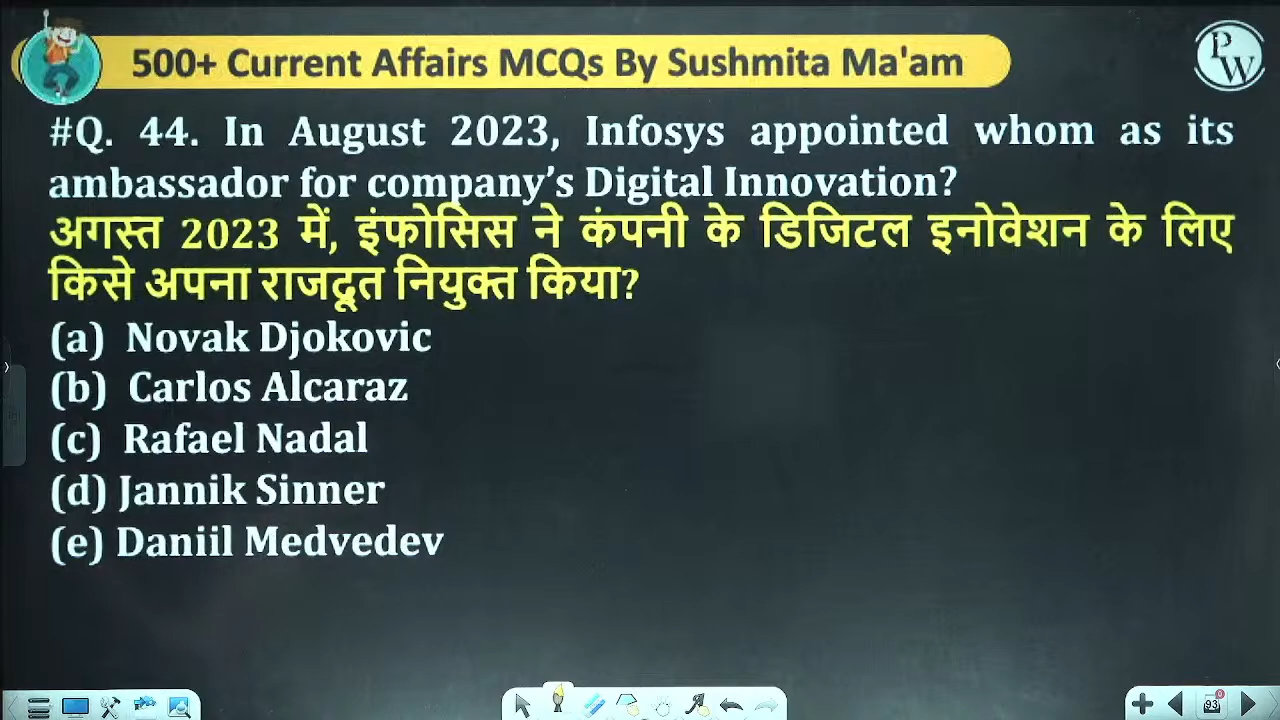 500+ Current Affairs MCQs By Sushmita Ma'am
PW
#Q. 44. In August 2023, Infosys appointed whom as its
ambassador for company’s Digital Innovation?
अगस्त 2023 में, इंफोसिस ने कंपनी के डिजिटल इनोवेशन के लिए
किसे अपना राजदूत नियुक्त किया?
(a) Novak Djokovic
(b) Carlos Alcaraz
(c) Rafael Nadal
(d) Jannik Sinner
(e) Daniil Medvedev
93